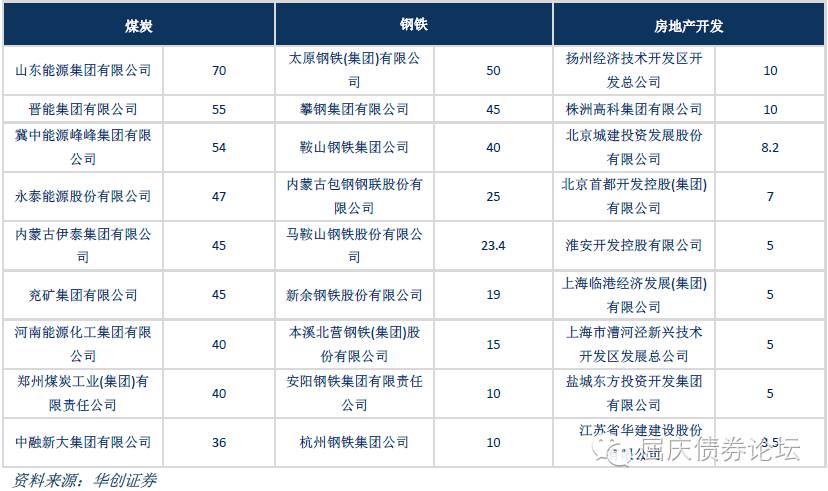 煤炭 钢铁 房地产开发
山东能源集团有限公司 70 太原钢铁(集团)有限公
司 50 扬州经济技术开发区开
发总公司 10
晋能集团有限公司 55 攀钢集团有限公司 45 株洲高科集团有限公司 10
冀中能源峰峰集团有限
公司 54 鞍山钢铁集团公司 40 北京城建投资发展股份
有限公司 8.2
永泰能源股份有限公司 47 内蒙古包钢钢联股份有
限公司 25 北京首都开发控股(集团)
有限公司 7
内蒙古伊泰集团有限公
司 45 马鞍山钢铁股份有限公
司 23.4 淮安开发控股有限公司 5
兖矿集团有限公司 45 新余钢铁股份有限公司 19 上海临港经济发展(集团)
有限公司 5
河南能源化工集团有限
公司 40 本溪北营钢铁(集团)股
份有限公司 15 上海市漕河泾新兴技术
开发区发展总公司 5
郑州煤炭工业(集团)有
限责任公司 40 安阳钢铁集团有限责任
公司 10 盐城东方投资开发集团
有限公司 5
中融新大集团有限公司 36 杭州钢铁集团公司 10 江苏省华建建设股份
限公司 3.5
屈庆债券论坛
资料来源：华创证券